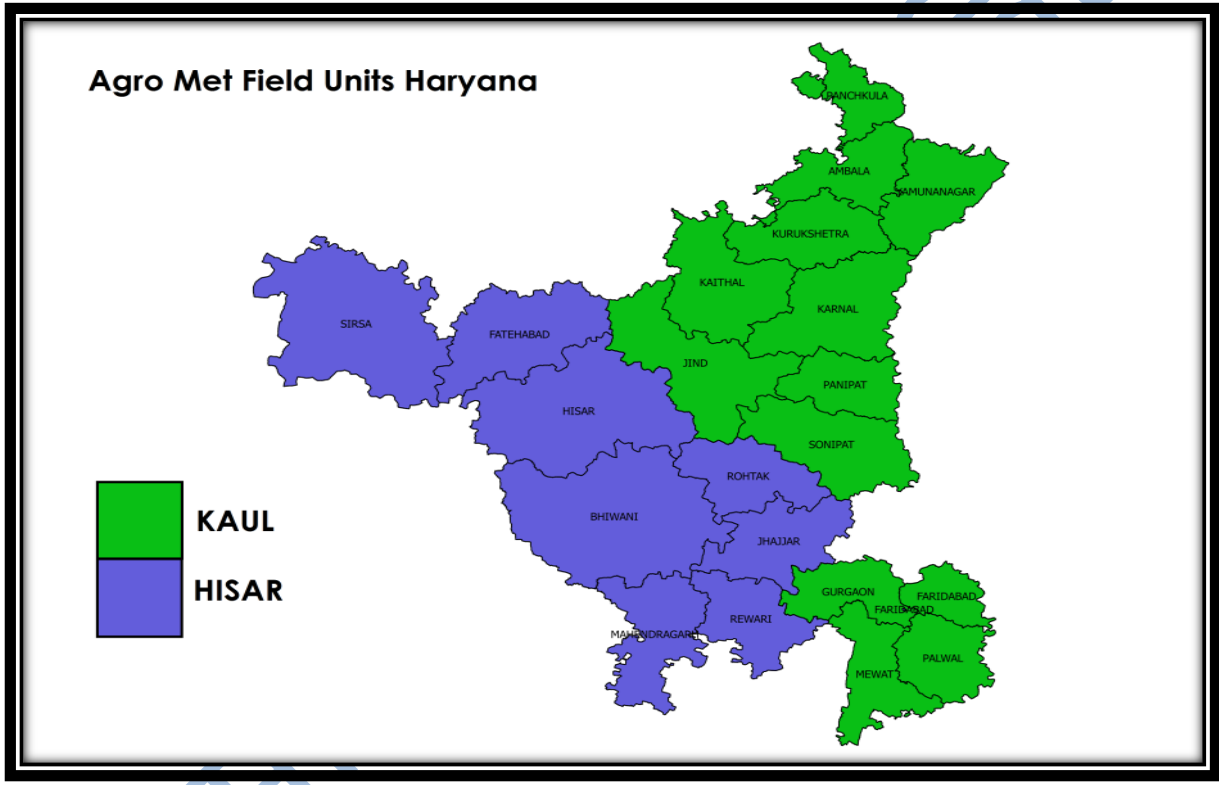 Agro Met Field Units Haryana
PANCHKULA
AMBALA
YAMUNANAGAR
KURUKSHETRA
KAITHAL
KARNAL
SIRSA
FATEHABAD
JIND
PANIPAT
HISAR
SONIPAT
ROHTAK
BHIWANI
JHAJJAR
GURGAON
FARIDABAD
FARIDABAD
REWARI
MAHENDRAGARH
PALWAL
MEWAT
KAUL
HISAR